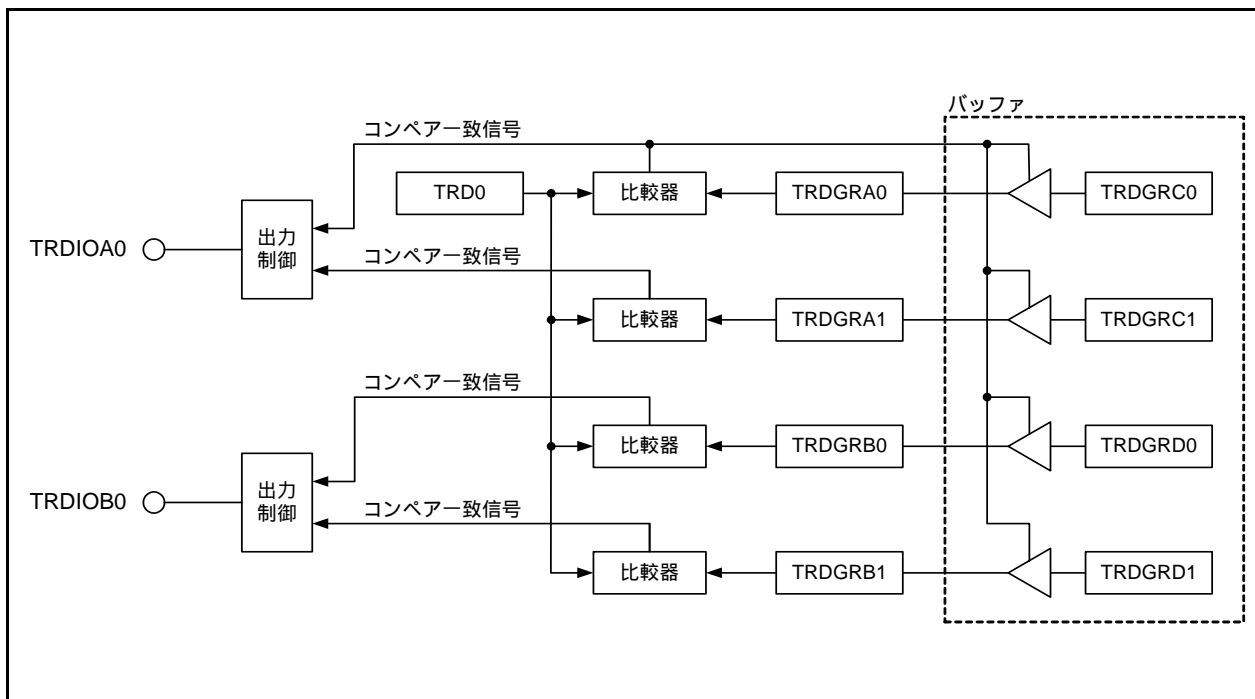 バッファ
コンペア一致信号
TRD0
比較器
TRDGRA0
TRDGRC0
TRDIOA0
出力
制御
コンペア一致信号
比較器
TRDGRA1
TRDGRC1
コンペア一致信号
比較器
TRDGRB0
TRDGRD0
TRDIOB0
出力
制御
コンペア一致信号
比較器
TRDGRB1
TRDGRD1